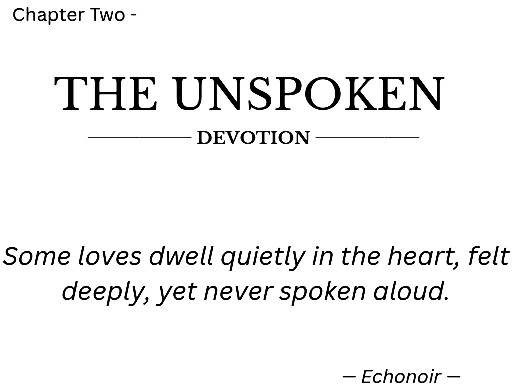 Chapter Two -
THE UNSPOKEN
DEVOTION
Some loves dwell quietly in the heart, felt
deeply, yet never spoken aloud.
— Echonoir —